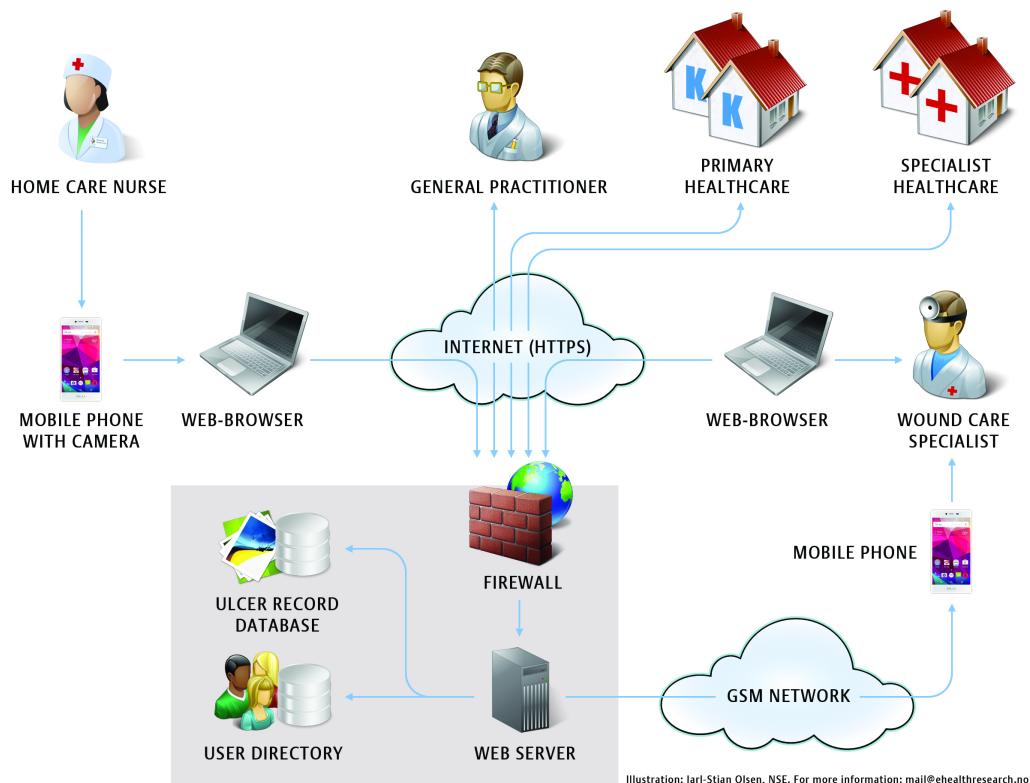 HOME CARE NURSE
GENERAL PRACTITIONER
K
K
PRIMARY
HEALTHCARE
SPECIALIST
HEALTHCARE
INTERNET (HTTPS)
MOBILE PHONE
WITH CAMERA
WEB-BROWSER
WEB-BROWSER
WOUND CARE
SPECIALIST
MOBILE PHONE
FIREWALL
ULCER RECORD
DATABASE
USER DIRECTORY
WEB SERVER
GSM NETWORK
Illustration: Jarl-Stian Olsen, NSE. For more information: mail@ehealthresearch.no